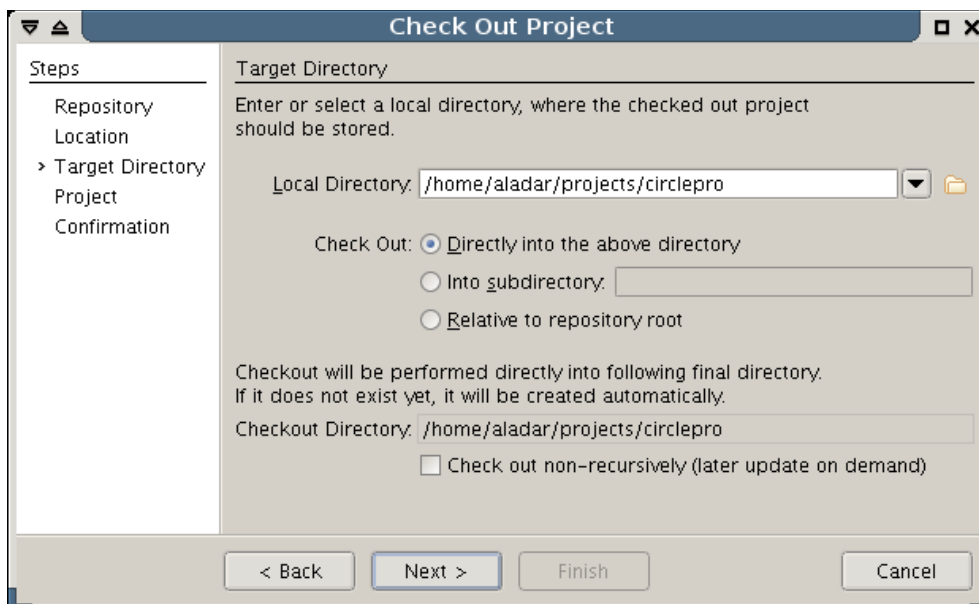 Check Out Project
Steps
Repository
Location
> Target Directory
Project
Confirmation
Target Directory
Enter or select a local directory, where the checked out project
should be stored.
Local Directory: /home/aladar/projects/circlepro
Check Out: Directly into the above directory
Into subdirectory:
Relative to repository root
Checkout will be performed directly into following final directory.
If it does not exist yet, it will be created automatically.
Checkout Directory: /home/aladar/projects/circlepro
Check out non-recursively (later update on demand)
< Back Next > Finish Cancel